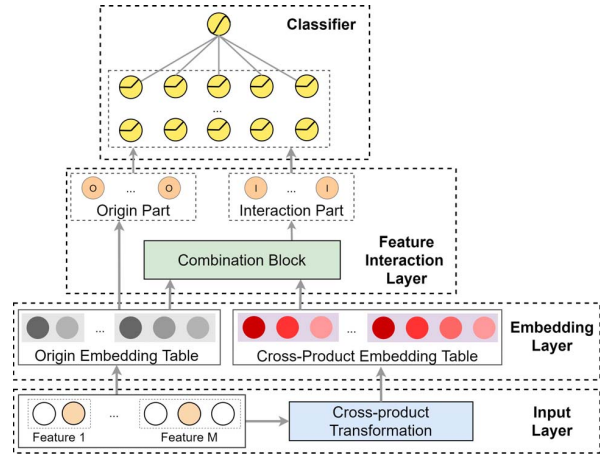 Classifier
...
O ... O
I ... I
Origin Part
Interaction Part
Combination Block
Feature
Interaction
Layer
...
...
Origin Embedding Table
Cross-Product Embedding Table
Embedding
Layer
...
Feature 1
Feature M
Cross-product
Transformation
Input
Layer